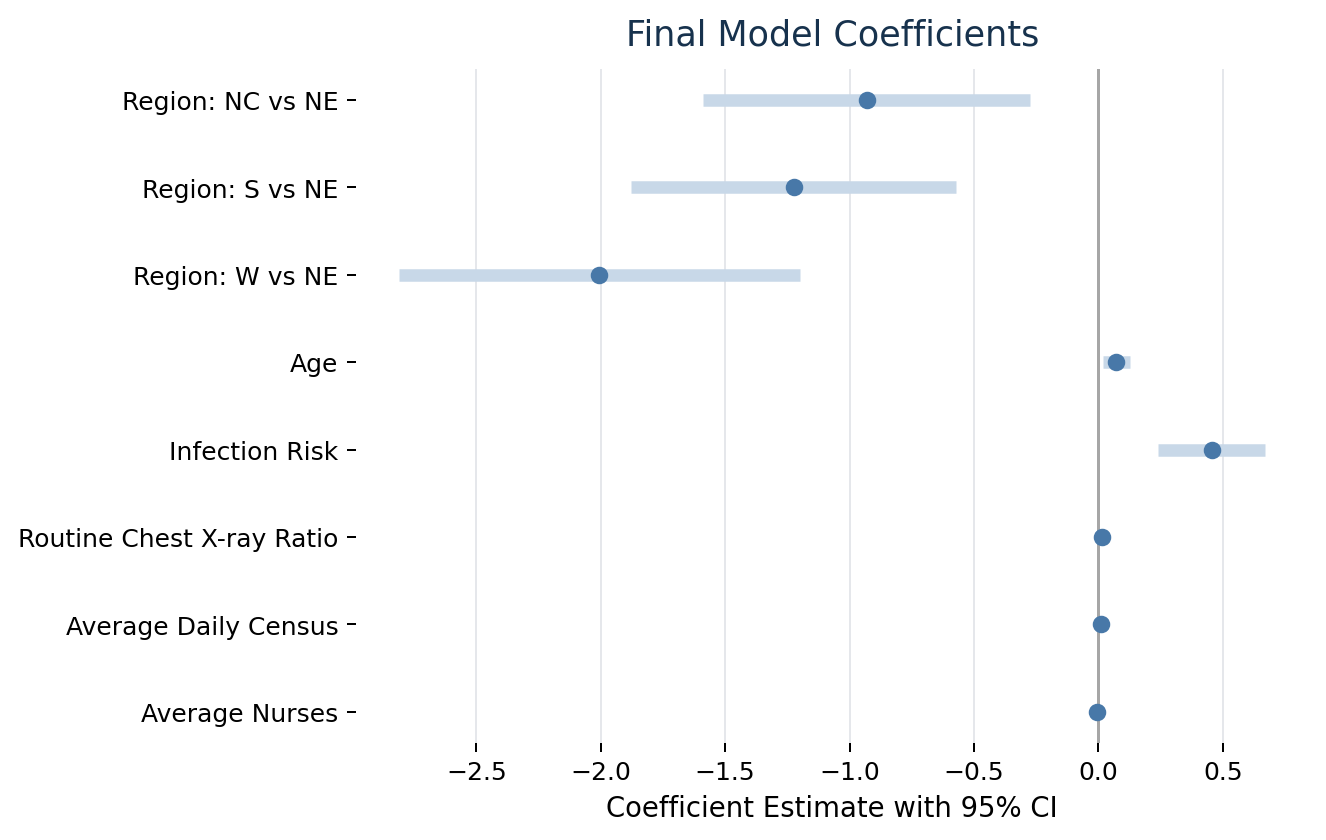 Final Model Coefficients
Region: NC vs NE
Region: S vs NE
Region: W vs NE
Age
Infection Risk
Routine Chest X-ray Ratio
Average Daily Census
Average Nurses
−2.5 −2.0 −1.5 −1.0 −0.5 0.0 0.5
Coefficient Estimate with 95% CI